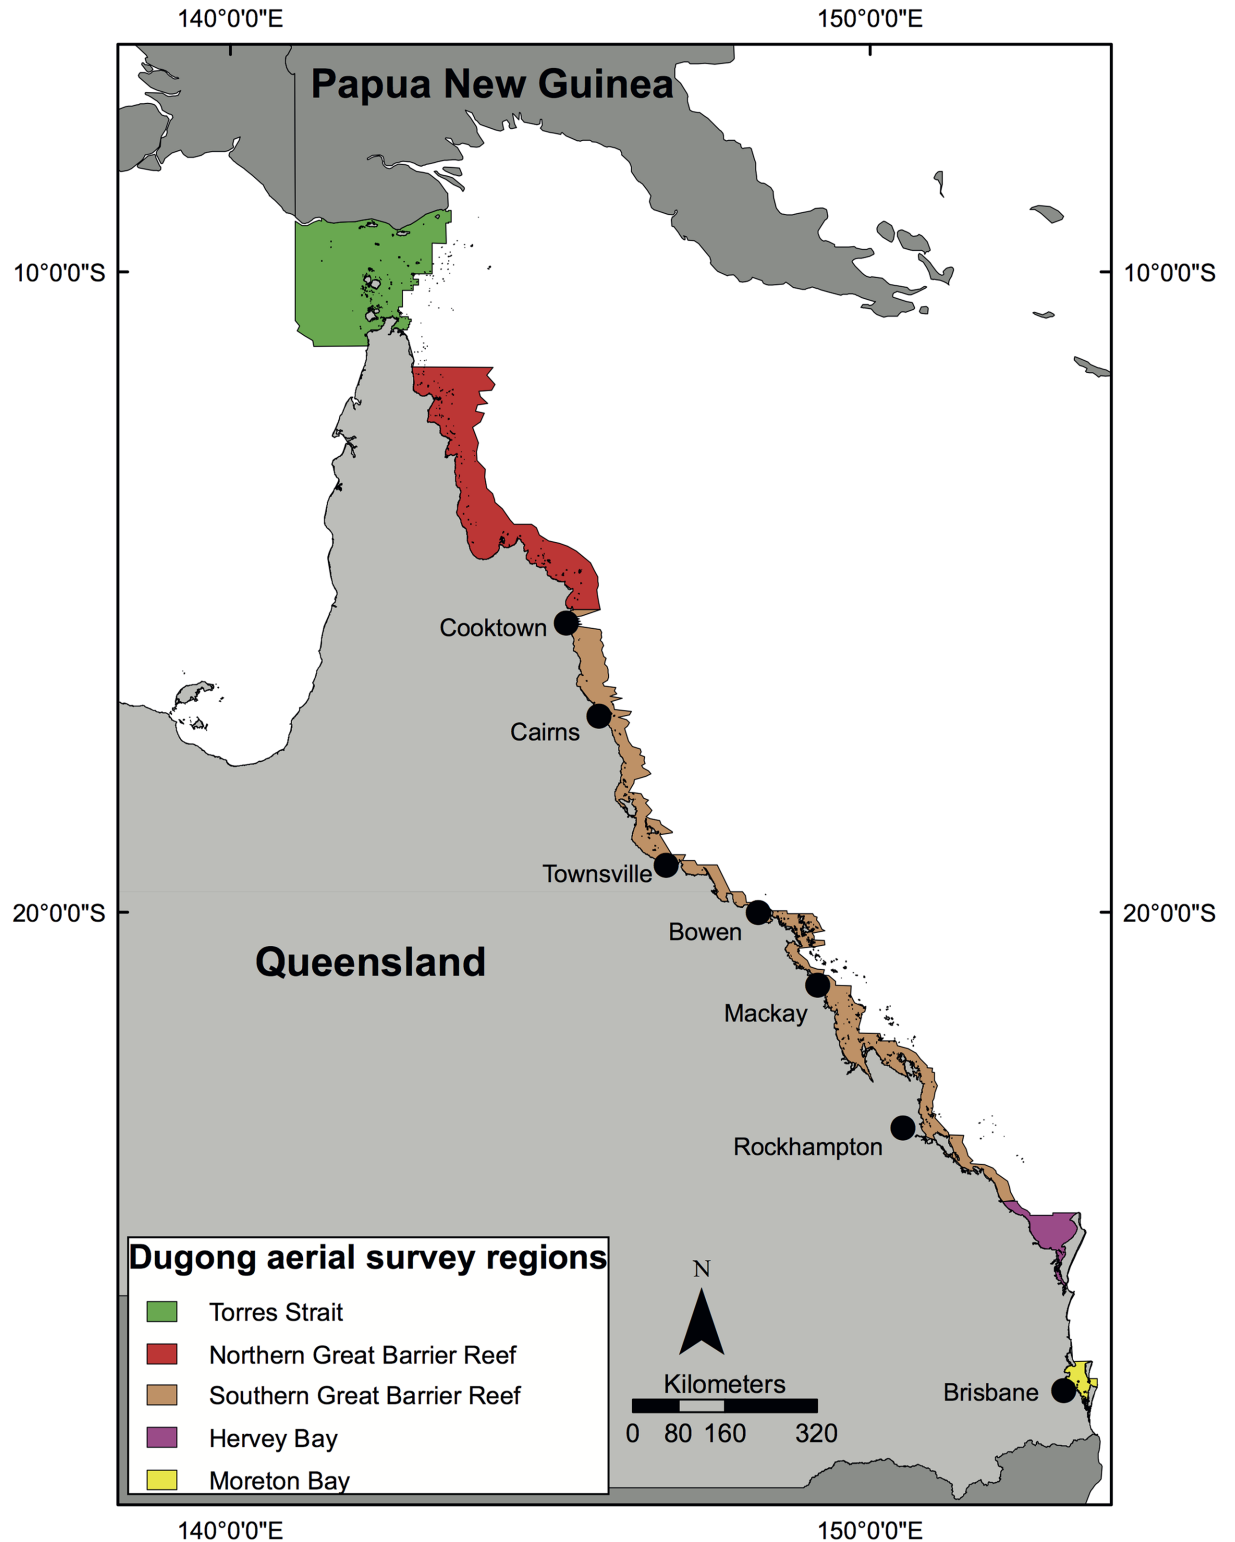 140°0'0"E 150°0'0"E
Papua New Guinea
10°0'0"S 10°0'0"S
Cooktown
Cairns
Townsville
20°0'0"S 20°0'0"S
Bowen
Queensland
Mackay
Rockhampton
Dugong aerial survey regions
Torres Strait
Northern Great Barrier Reef
Southern Great Barrier Reef
Hervey Bay
Moreton Bay
N
Kilometers
0 80 160 320
Brisbane
140°0'0"E 150°0'0"E